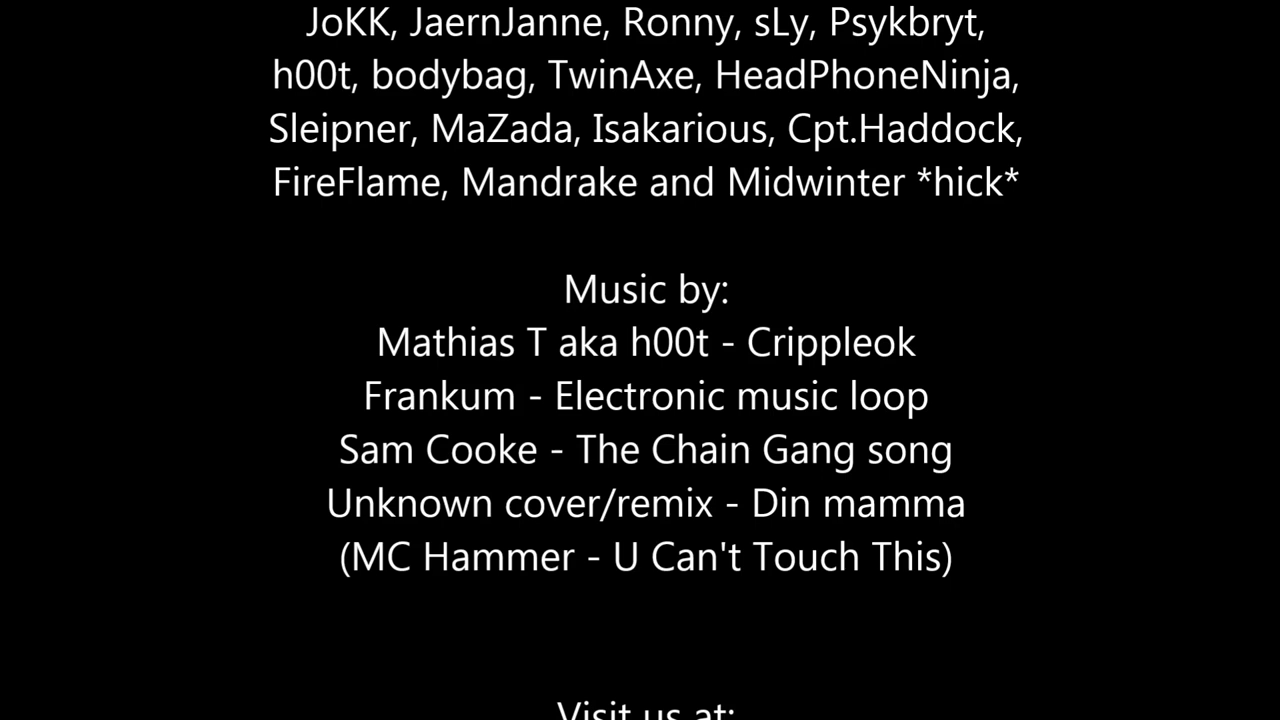 JoKK, JaernJanne, Ronny, sLy, Psykbryt,
h00t, bodybag, TwinAxe, HeadPhoneNinja,
Sleipner, MaZada, Isakarious, Cpt.Haddock,
FireFlame, Mandrake and Midwinter *hick*
Music by:
Mathias T aka h00t - Crippleok
Frankum - Electronic music loop
Sam Cooke - The Chain Gang song
Unknown cover/remix - Din mamma
(MC Hammer - U Can't Touch This)
Visit us at: